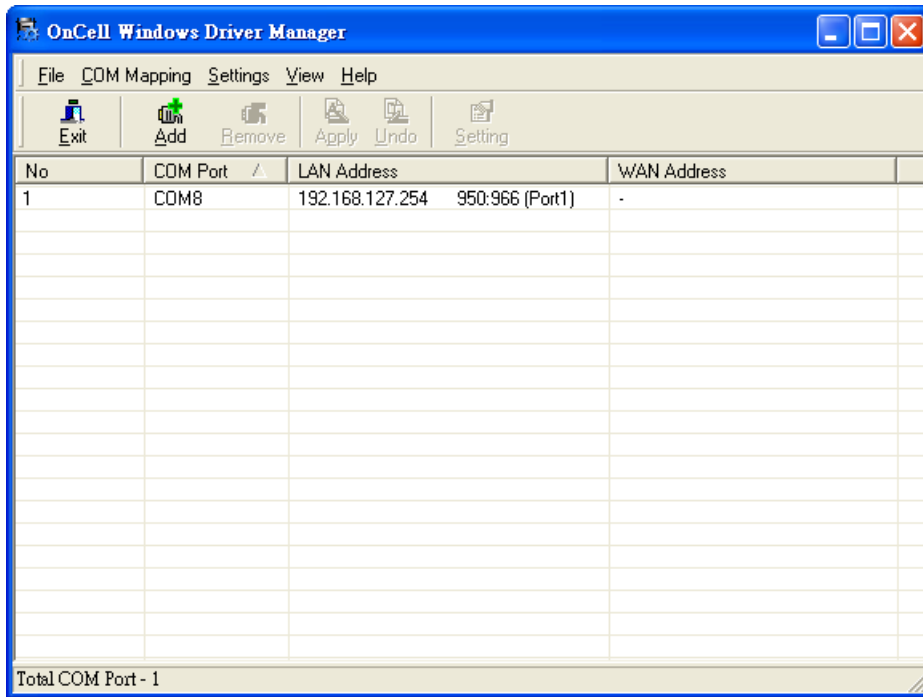 OnCell Windows Driver Manager
File COM Mapping Settings View Help
Exit Add Remove Apply Undo Setting
No COM Port LAN Address WAN Address
1 COM8 192.168.127.254 950:966 (Port1) -
Total COM Port - 1